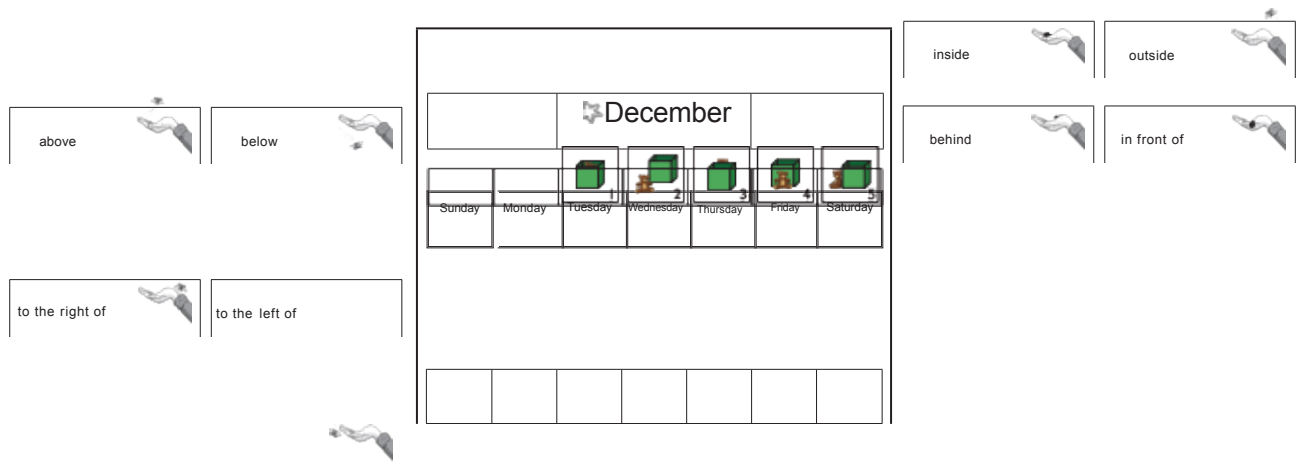 inside
outside
above
below
December
behind
in front of
1
2
3
4
5
Sunday
Monday
Tuesday
Wednesday
Thursday
Friday
Saturday
to the right of
to the left of